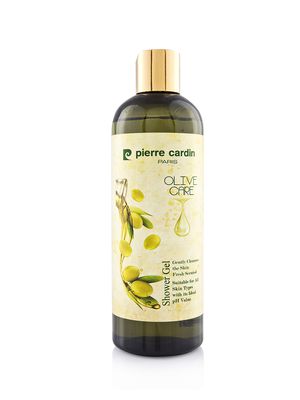 pierre cardin
PARIS
OLIVE
CARE
Shower Gel
Gently Cleanses
the Skin
Fresh Scented
Suitable for All
Skin Types
with its Ideal
pH Value